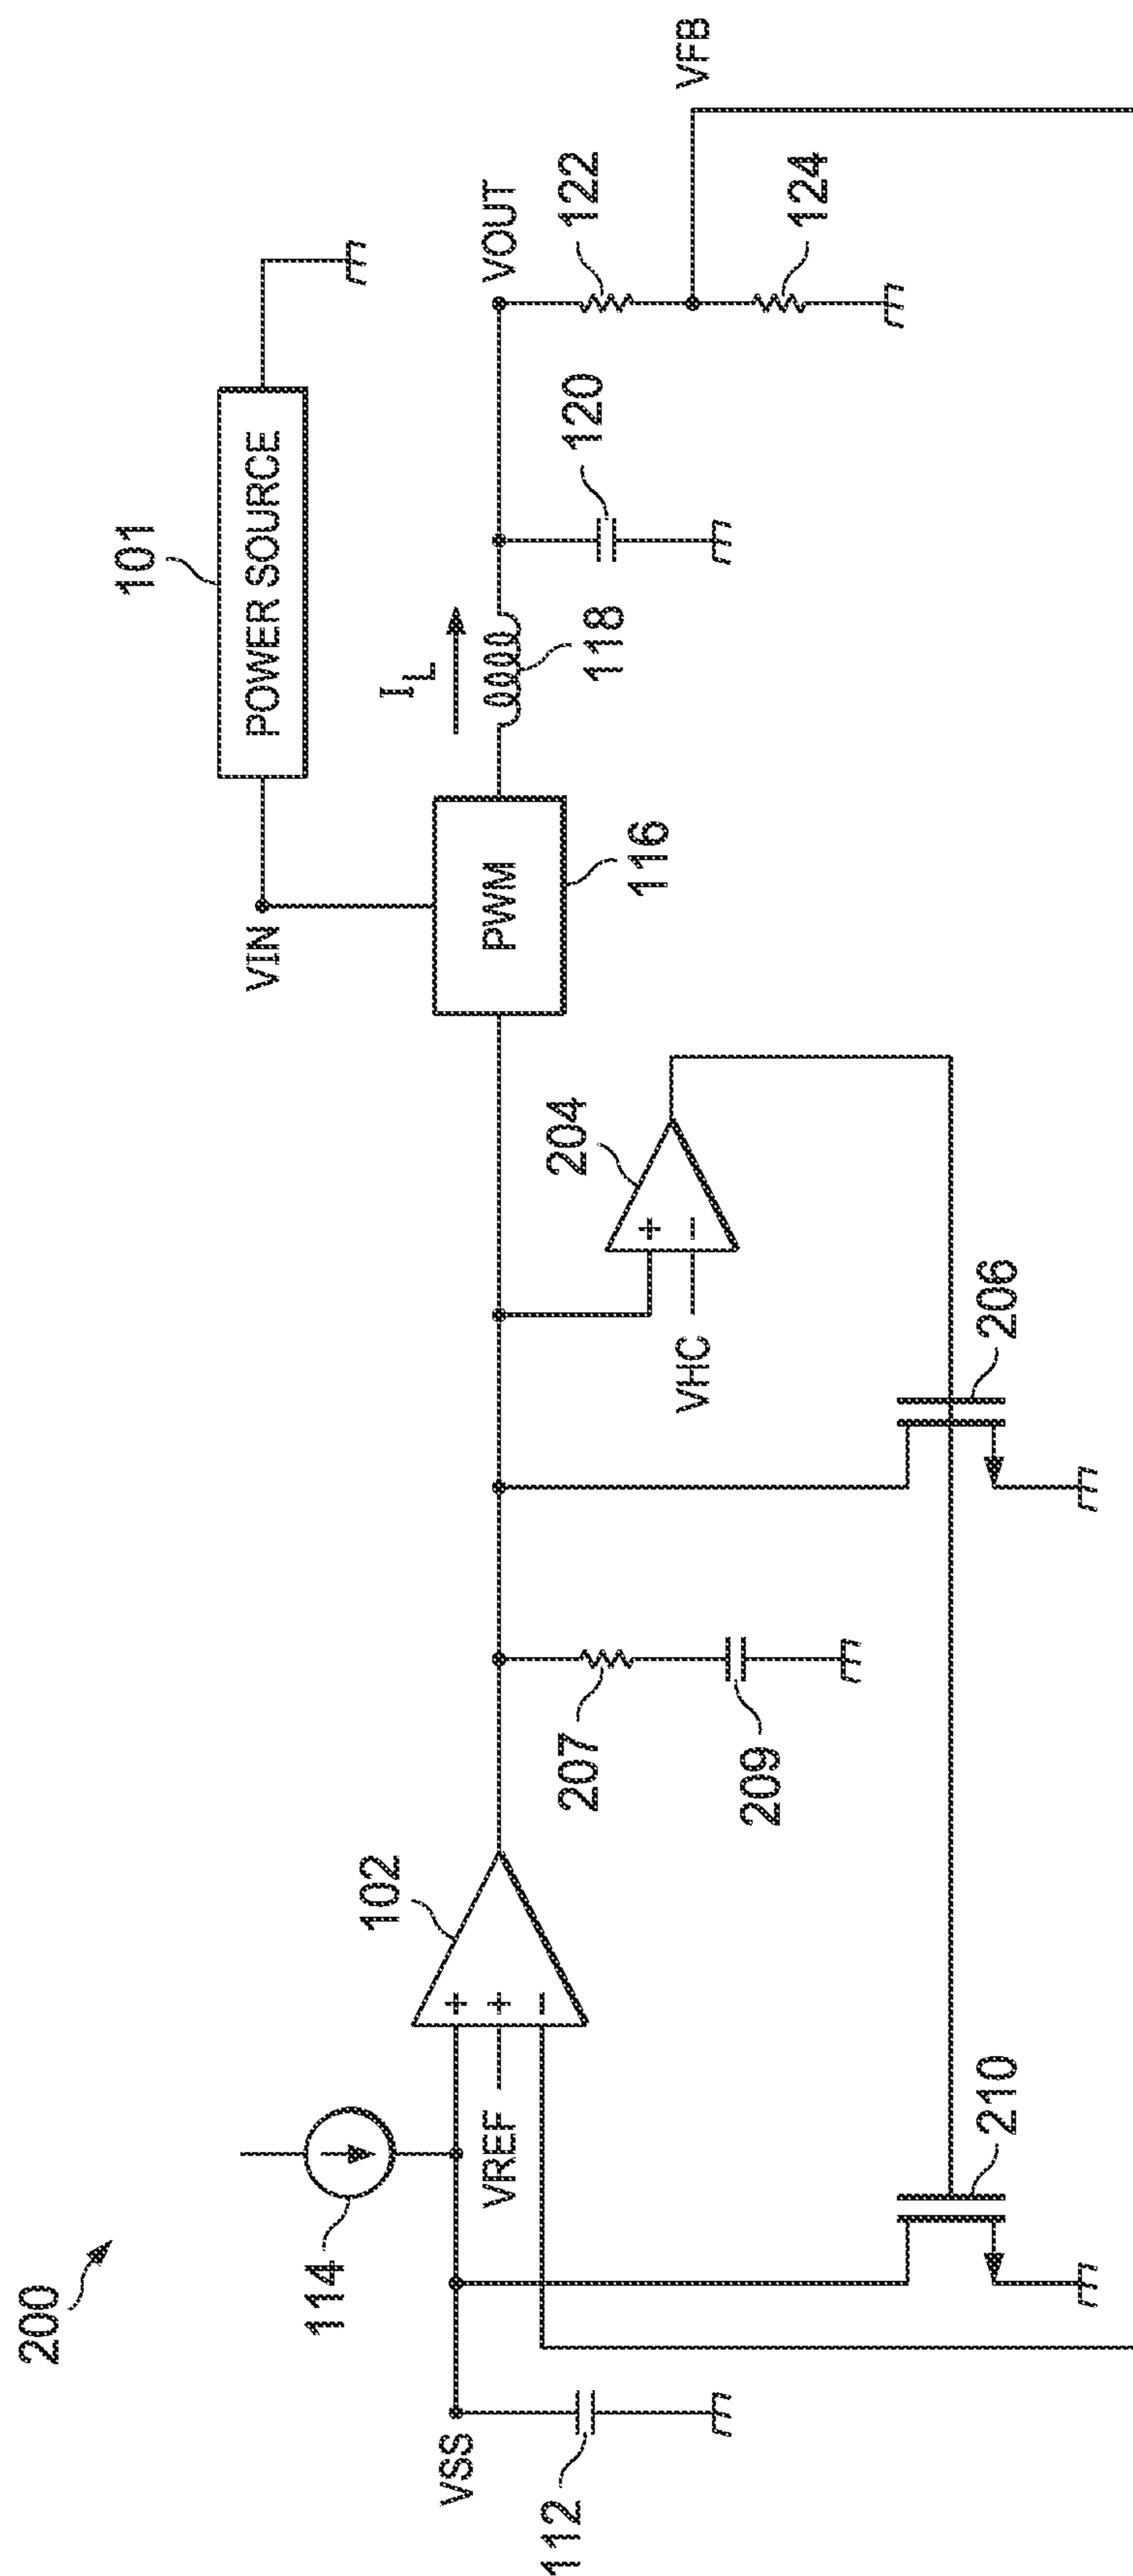 200
101
POWER SOURCE
VIN
I L
VOUT
VFB
114
102
PWM
116
118
120
122
124
VSS
112
VREF
+
+
−
207
209
204
+
−
VHC
206
210